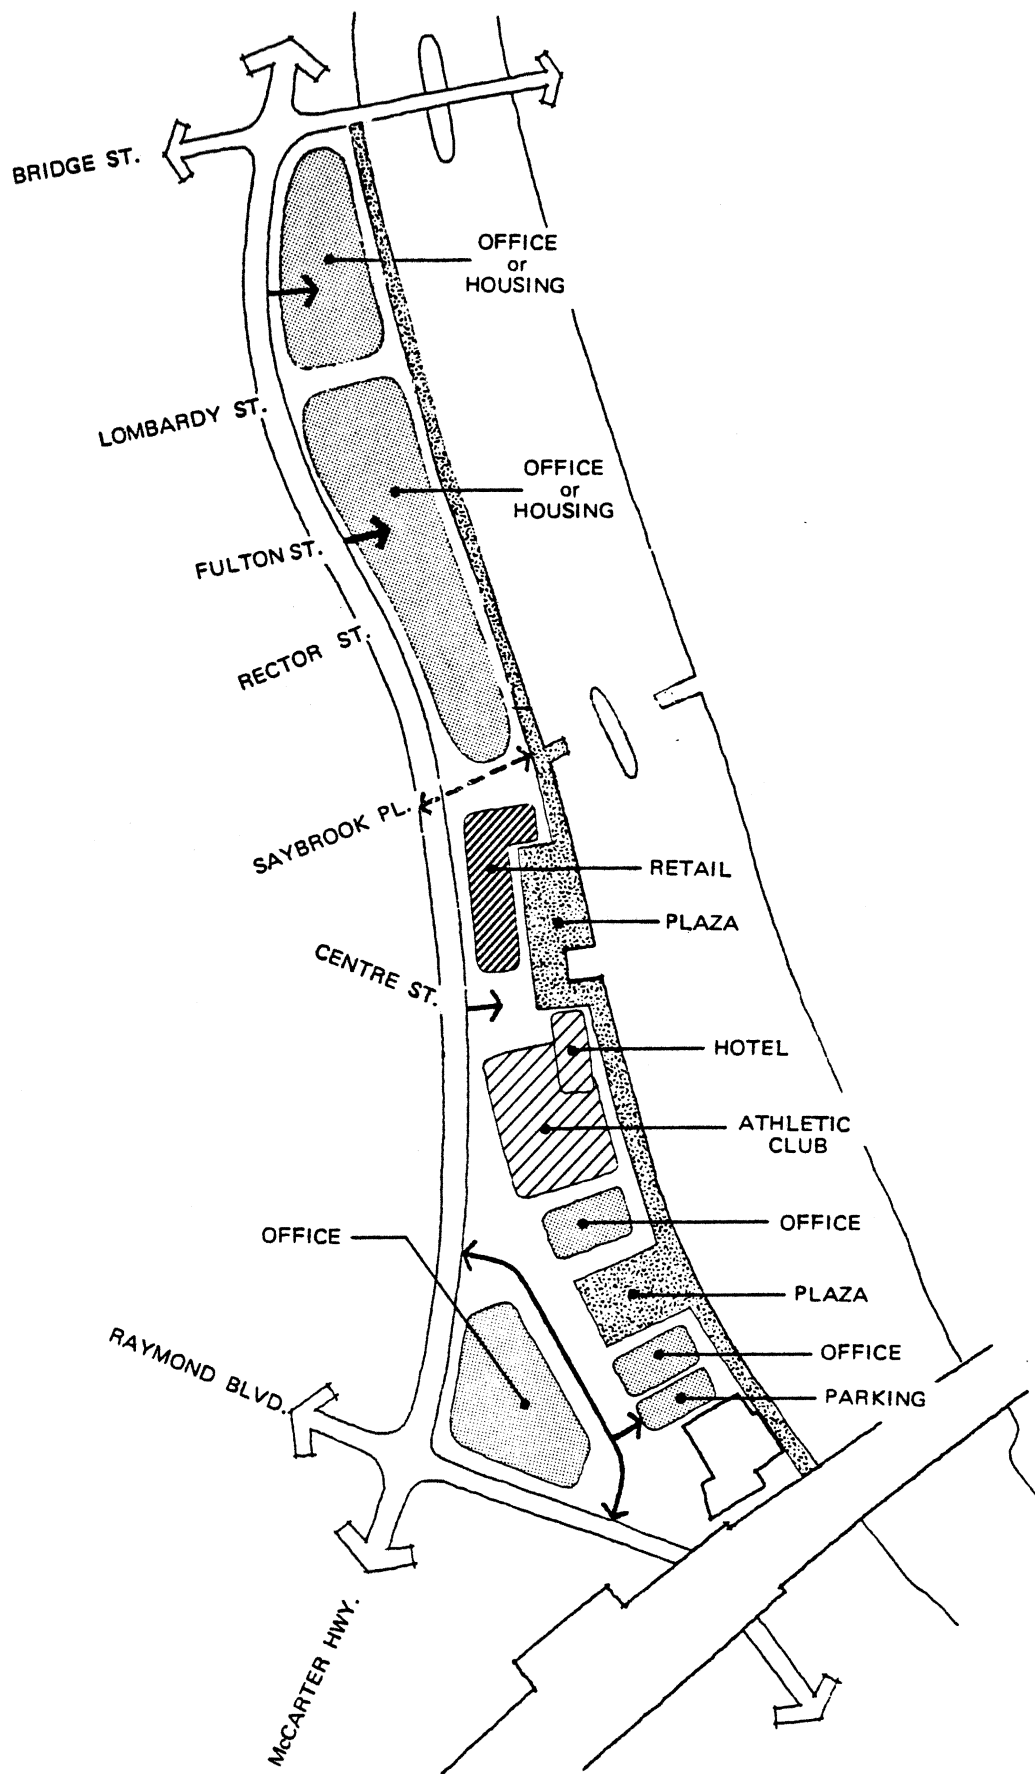 BRIDGE ST.
OFFICE
or
HOUSING
LOMBARDY ST.
OFFICE
or
HOUSING
FULTON ST.
RECTOR ST.
SAYBROOK PL.
RETAIL
PLAZA
CENTRE ST.
HOTEL
ATHLETIC
CLUB
OFFICE
OFFICE
PLAZA
RAYMOND BLVD.
OFFICE
PARKING
McCARTER HWY.